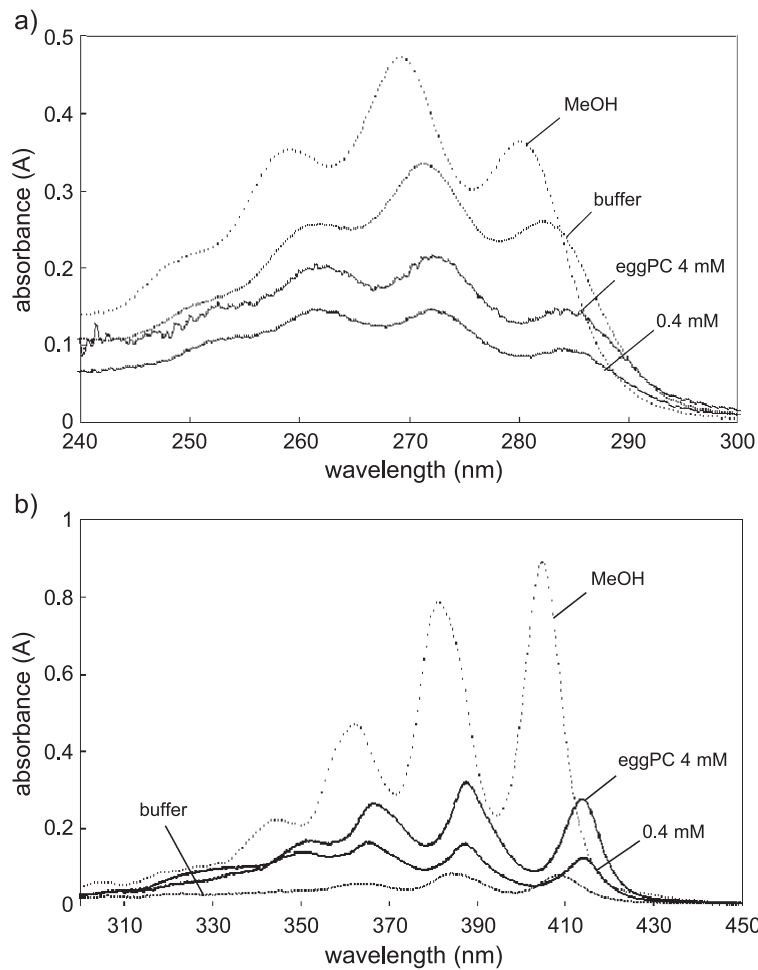 a)
0.5
0.4
0.3
0.2
0.1
0
absorbance (A)
MeOH
buffer
eggPC 4 mM
0.4 mM
240 250 260 270 280 290 300
wavelength (nm)
b)
1
0.8
0.6
0.4
0.2
0
absorbance (A)
MeOH
eggPC 4 mM
buffer
0.4 mM
310 330 350 370 390 410 430 450
wavelength (nm)